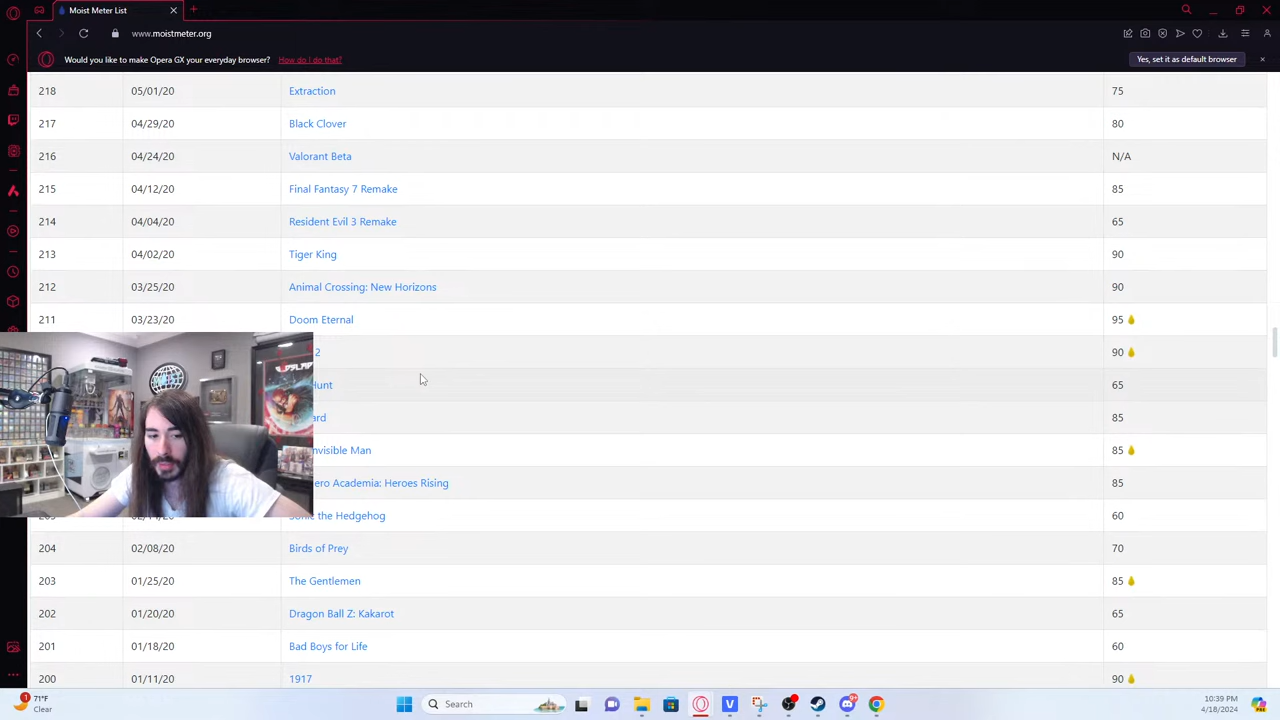 Moist Meter List
www.moistmeter.org
Would you like to make Opera GX your everyday browser? How do I do that? Yes, set it as default browser
218 05/01/20 Extraction 75
217 04/29/20 Black Clover 80
216 04/24/20 Valorant Beta N/A
215 04/12/20 Final Fantasy 7 Remake 85
214 04/04/20 Resident Evil 3 Remake 65
213 04/02/20 Tiger King 90
212 03/25/20 Animal Crossing: New Horizons 90
211 03/23/20 Doom Eternal 95
2 90
Hunt 65
ard 85
nvisible Man 85
ero Academia: Heroes Rising 85
the Hedgehog 60
204 02/08/20 Birds of Prey 70
203 01/25/20 The Gentlemen 85
202 01/20/20 Dragon Ball Z: Kakarot 65
201 01/18/20 Bad Boys for Life 60
200 01/11/20 1917 90
1
71°F
Clear
Search
10:39 PM
4/18/2024